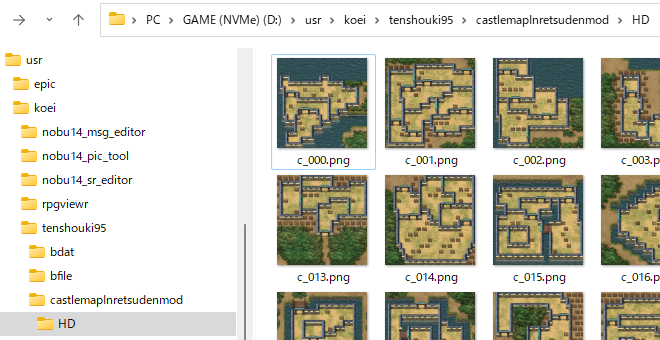 PC > GAME (NVMe) (D:) > usr > koei > tenshouki95 > castlemaplnretsudenmod > HD
usr
epic
koei
nobu14_msg_editor
nobu14_pic_tool
nobu14_sr_editor
rpgviewr
tenshouki95
bdat
bfile
castlemaplnretsudenmod
HD
c_000.png
c_001.png
c_002.png
c_003.p
c_013.png
c_014.png
c_015.png
c_016.p